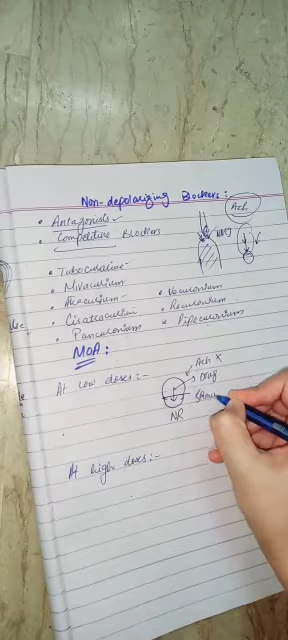 Non-depolarizing Blockers:
Ach
• Antagonists
• Competitive Blockers
• Tubocurarine
• Mivacurium
• Atracurium
• Cisatracurium
• Pancuronium
• Vecuronium
• Rocuronium
• Pipecuronium
MOA:
At low doses:-
Ach X
Drug
NR
At high doses:-